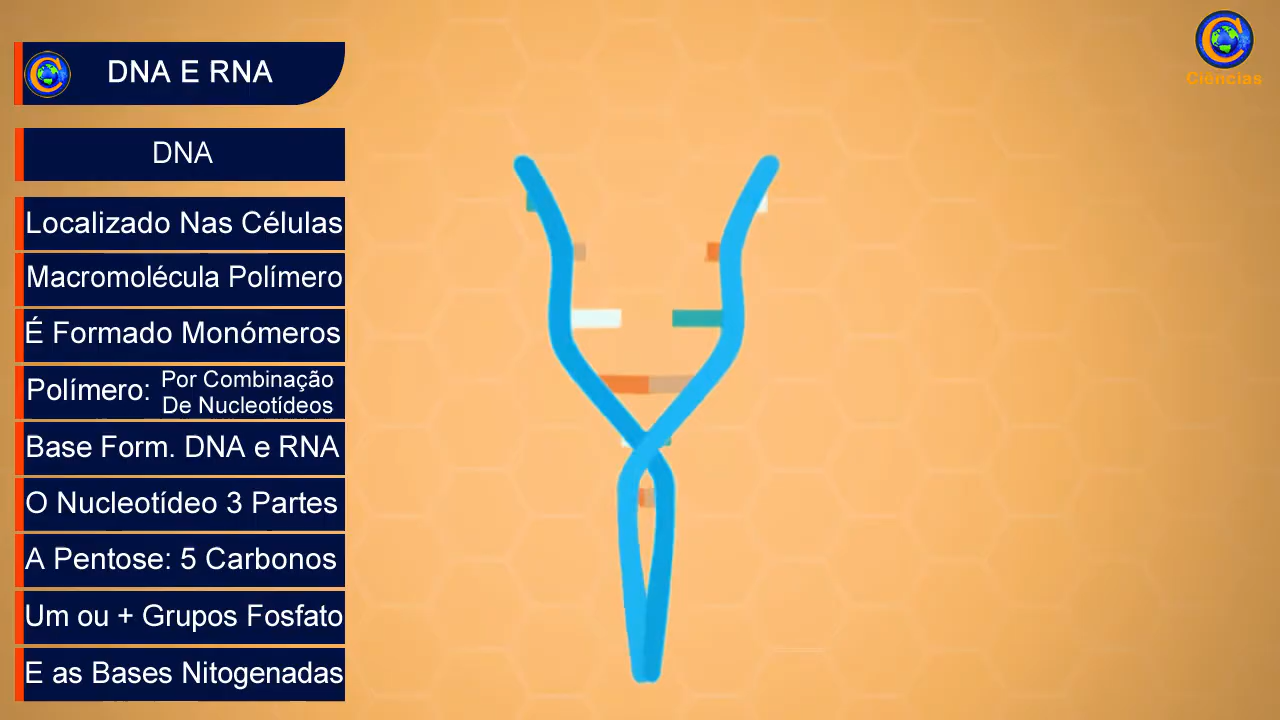 DNA E RNA
Ciências
DNA
Localizado Nas Células
Macromolécula Polímero
É Formado Monómeros
Polímero: Por Combinação
De Nucleotídeos
Base Form. DNA e RNA
O Nucleotídeo 3 Partes
A Pentose: 5 Carbonos
Um ou + Grupos Fosfato
E as Bases Nitogenadas